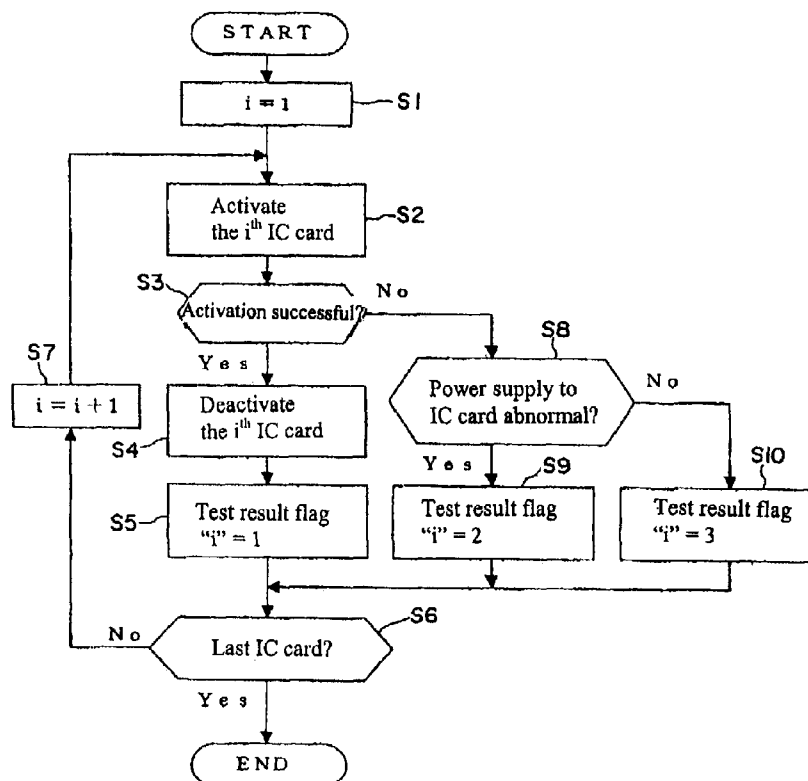 START
i = 1
S1
Activate
the ith IC card
S2
S3
Activation successful?
No
Yes
S8
Power supply to
IC card abnormal?
No
Yes
S7
i = i + 1
Deactivate
the ith IC card
S4
S9
S10
Test result flag
"i" = 1
S5
Test result flag
"i" = 2
Test result flag
"i" = 3
S6
No
Last IC card?
Yes
END